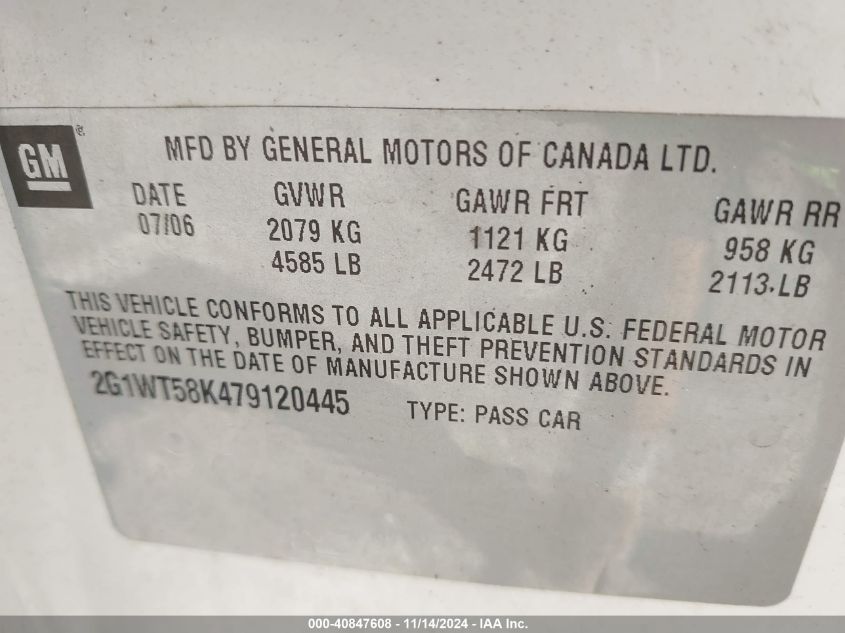 GM®
MFD BY GENERAL MOTORS OF CANADA LTD.
DATE GVWR GAWR FRT GAWR RR
07/06 2079 KG 1121 KG 958 KG
4585 LB 2472 LB 2113 LB
THIS VEHICLE CONFORMS TO ALL APPLICABLE U.S. FEDERAL MOTOR
VEHICLE SAFETY, BUMPER, AND THEFT PREVENTION STANDARDS IN
EFFECT ON THE DATE OF MANUFACTURE SHOWN ABOVE.
2G1WT58K479120445 TYPE: PASS CAR
000-40847608 - 11/14/2024 - IAA Inc.